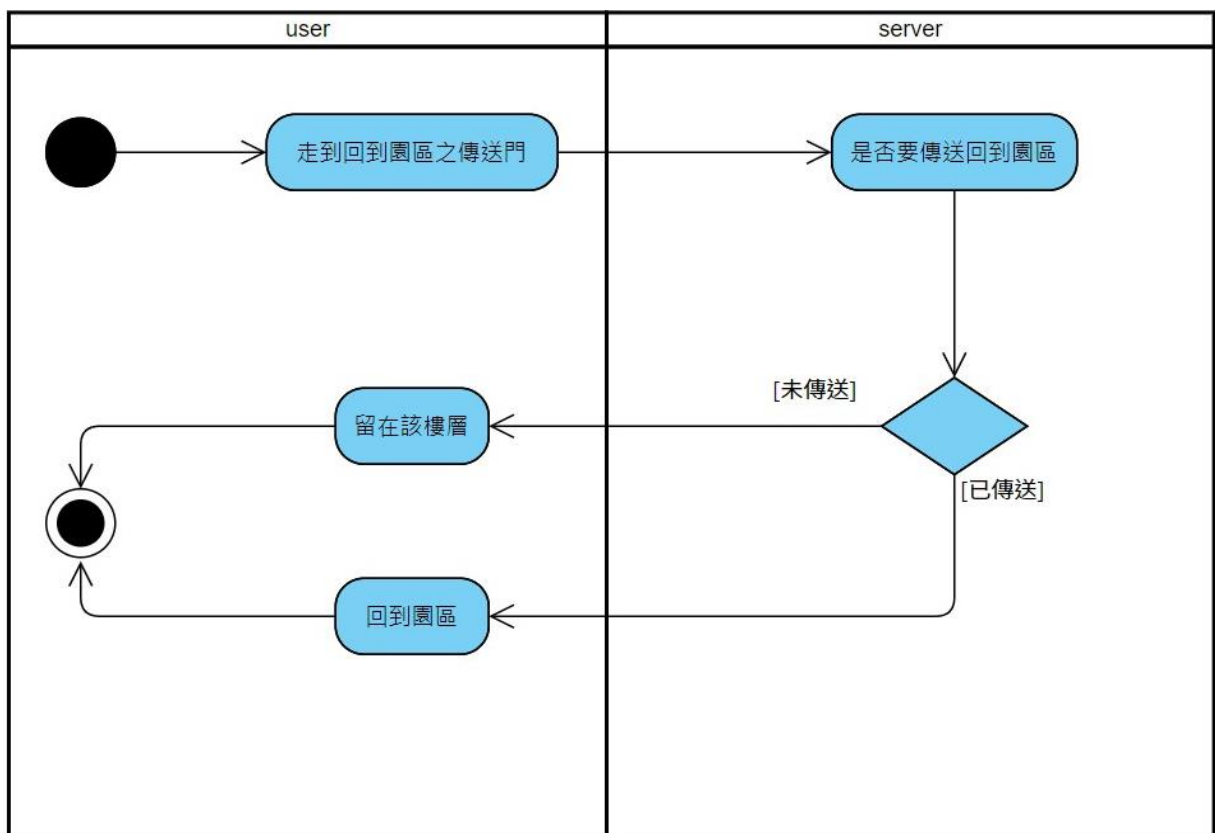 user
server
走到回到園區之傳送門
是否要傳送回到園區
[未傳送]
留在該樓層
[已傳送]
回到園區